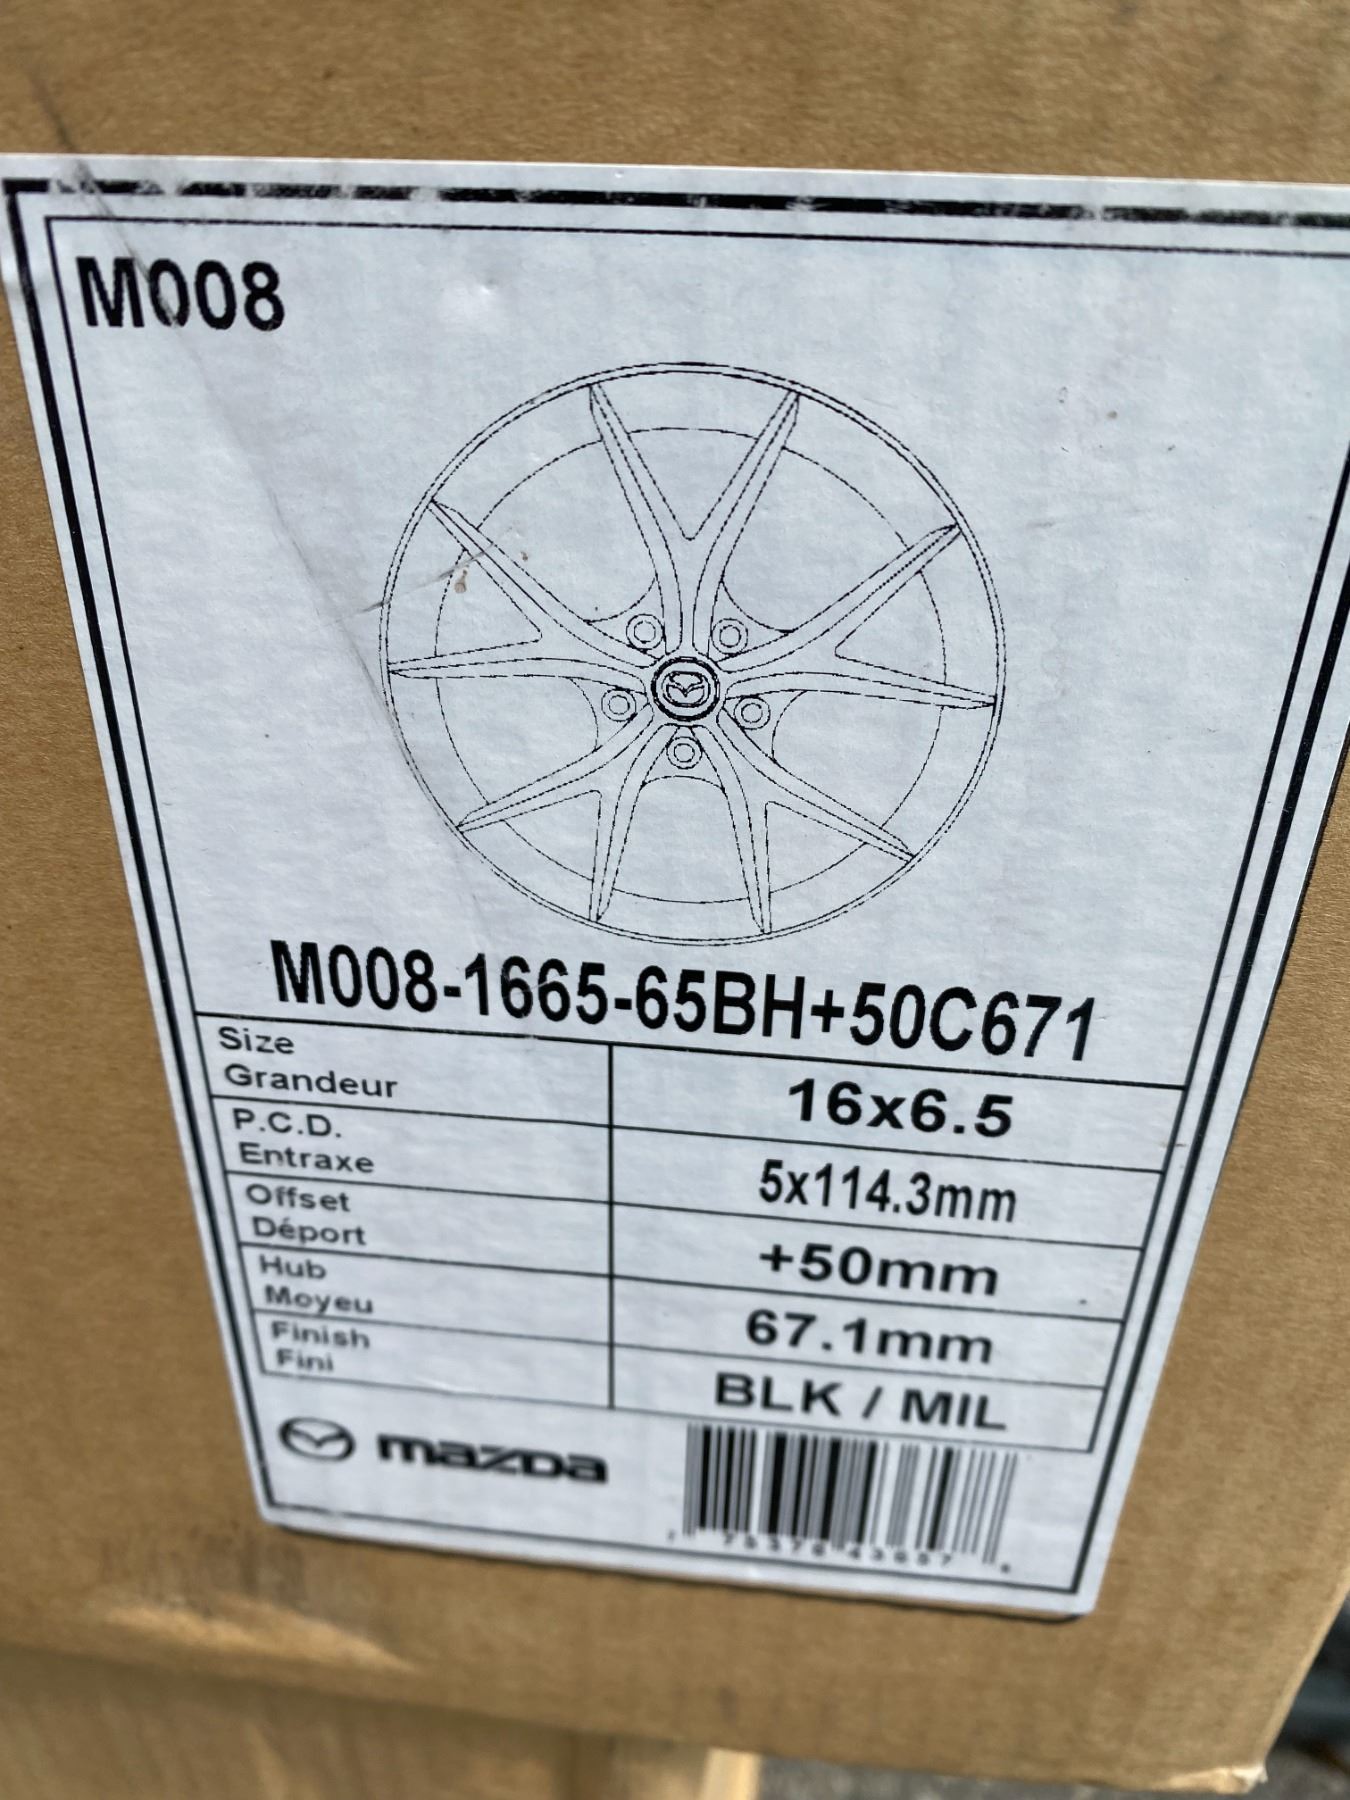 M008
M008-1665-65BH+50C671
Size
Grandeur
16x6.5
P.C.D.
Entraxe
5x114.3mm
Offset
Déport
+50mm
Hub
Moyeu
67.1mm
Finish
Fini
BLK / MIL
mazda